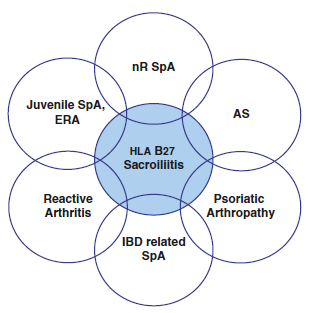 nR SpA
Juvenile SpA,
ERA
AS
HLA B27
Sacroiliitis
Reactive
Arthritis
Psoriatic
Arthropathy
IBD related
SpA